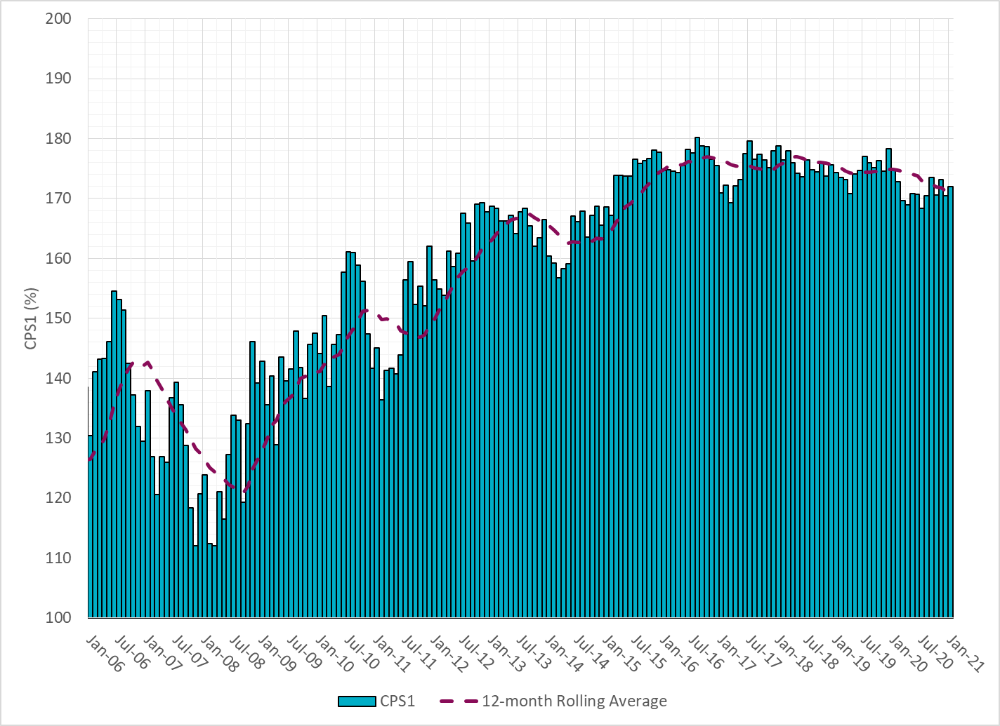 200
190
180
170
160
150
140
130
120
110
100
CPS1 (%)
Jan-06
Jul-06
Jan-07
Jul-07
Jan-08
Jul-08
Jan-09
Jul-09
Jan-10
Jul-10
Jan-11
Jul-11
Jan-12
Jul-12
Jan-13
Jul-13
Jan-14
Jul-14
Jan-15
Jul-15
Jan-16
Jul-16
Jan-17
Jul-17
Jan-18
Jul-18
Jan-19
Jul-19
Jan-20
Jul-20
Jan-21
CPS1
12-month Rolling Average